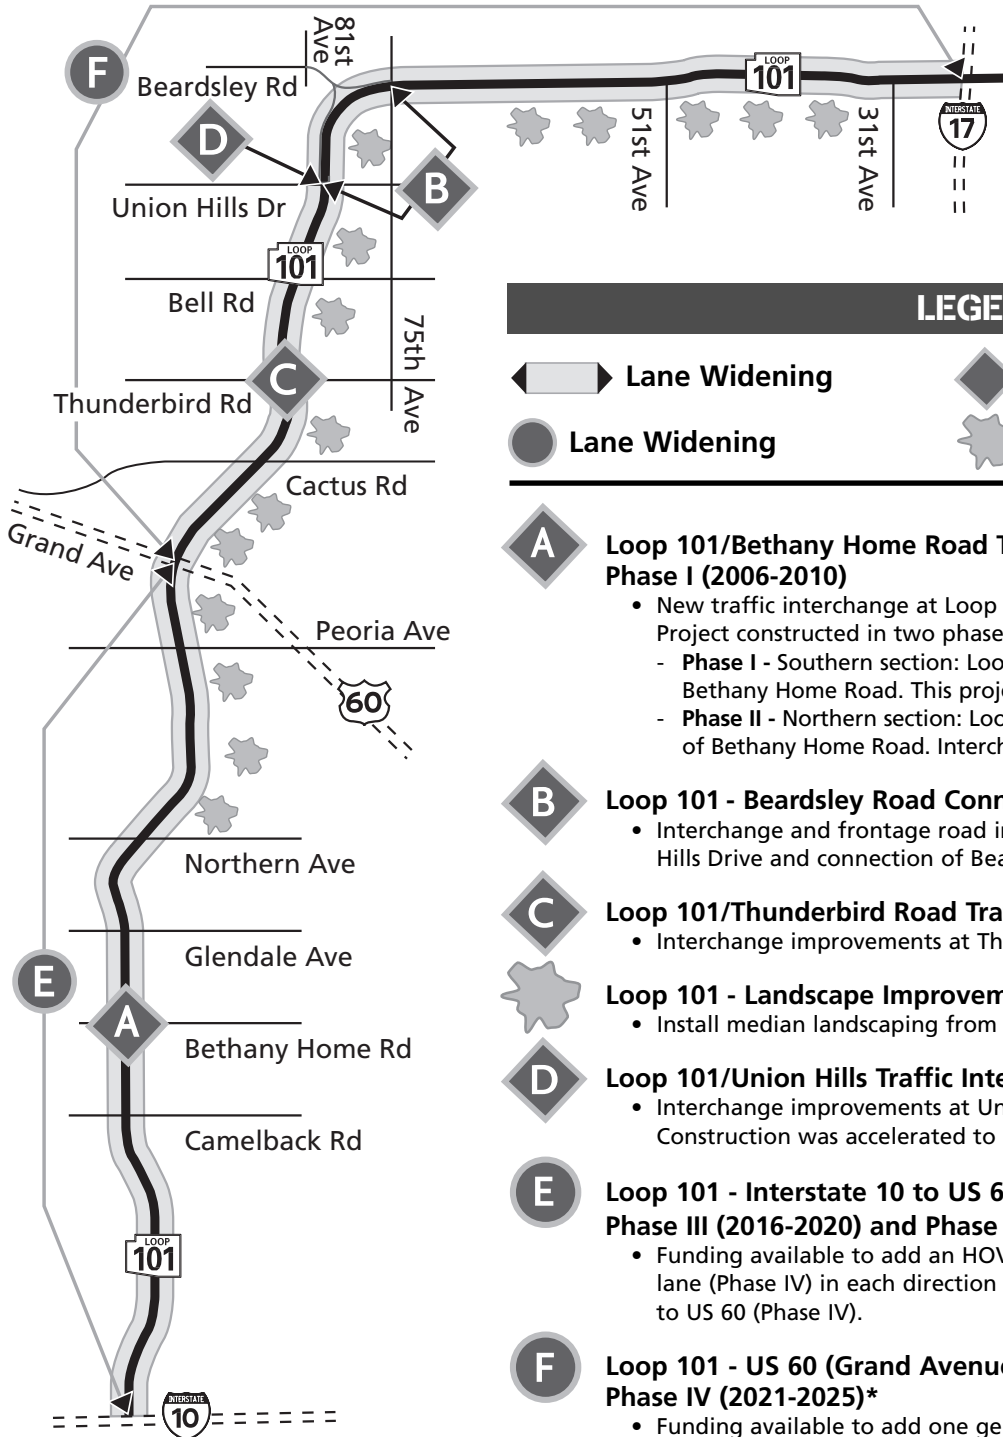 F
81st
Ave
Beardsley Rd
LOOP
101
INTERSTATE
17
D
B
51st Ave
31st Ave
Union Hills Dr
LOOP
101
Bell Rd
75th Ave
C
Thunderbird Rd
Cactus Rd
Grand Ave
Peoria Ave
60
Northern Ave
Glendale Ave
E
A
Bethany Home Rd
Camelback Rd
LOOP
101
INTERSTATE
10
LEGE
Lane Widening
Lane Widening
A
Loop 101/Bethany Home Road T
Phase I (2006-2010)
• New traffic interchange at Loop
Project constructed in two phase
- Phase I - Southern section: Loo
Bethany Home Road. This proje
- Phase II - Northern section: Loo
of Bethany Home Road. Interch
B
Loop 101 - Beardsley Road Conn
• Interchange and frontage road i
Hills Drive and connection of Bea
C
Loop 101/Thunderbird Road Tra
• Interchange improvements at Th
Loop 101 - Landscape Improvem
• Install median landscaping from
D
Loop 101/Union Hills Traffic Inte
• Interchange improvements at Un
Construction was accelerated to
E
Loop 101 - Interstate 10 to US 6
Phase III (2016-2020) and Phase
• Funding available to add an HOV
lane (Phase IV) in each direction
to US 60 (Phase IV).
F
Loop 101 - US 60 (Grand Avenue
Phase IV (2021-2025)*
• Funding available to add one ge